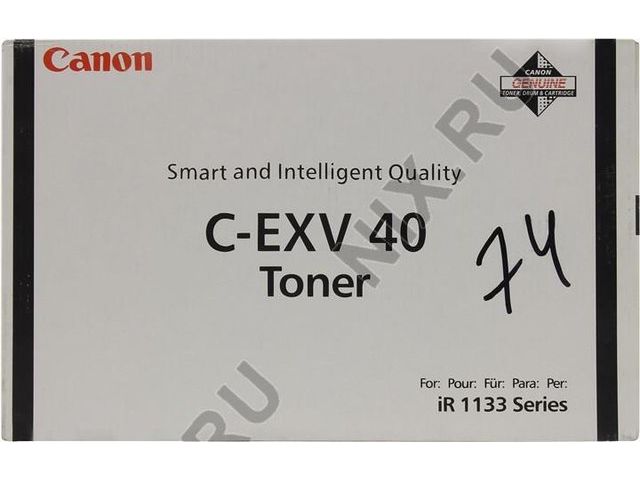 Canon
CANON
GENUINE
TONER, DRUM & CARTRIDGE
Smart and Intelligent Quality
C-EXV 40
Toner
74
For: Pour: Für: Para: Per:
iR 1133 Series
NIX.RU
.RU